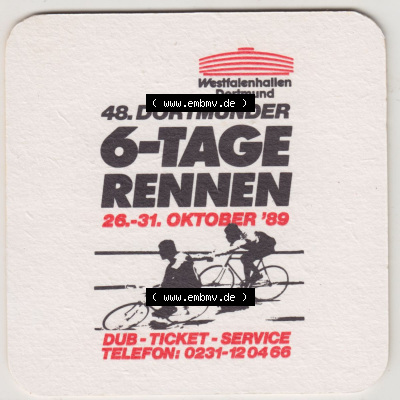 Westfalenhallen
Dortmund
( www.embmv.de )
48. DORTMUNDER
6-TAGE
RENNEN
26.-31. OKTOBER '89
( www.embmv.de )
DUB - TICKET - SERVICE
TELEFON: 0231-12 04 66